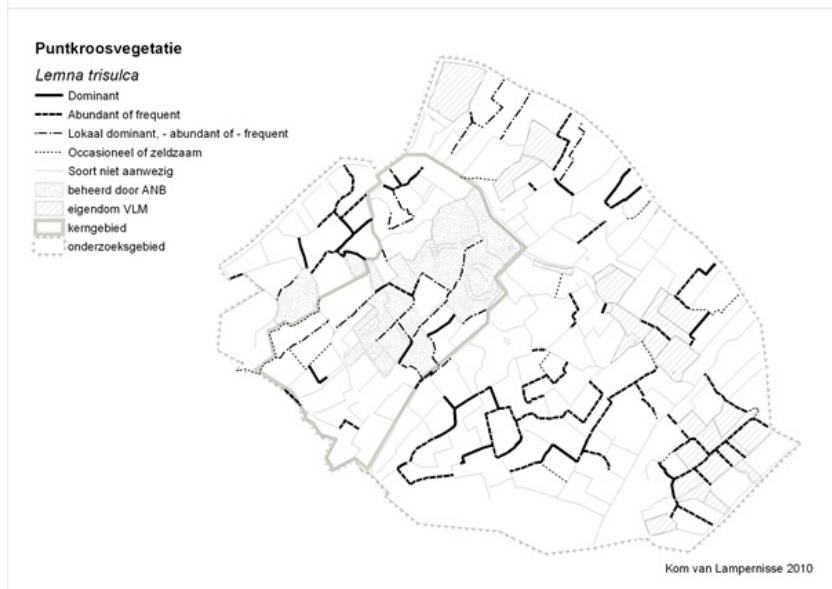 Puntkroosvegetatie
Lemna trisulca
Dominant
Abundant of frequent
Lokaal dominant, - abundant of - frequent
Occasioneel of zeldzaam
Soort niet aanwezig
beheerd door ANB
eigendom VLM
kerngebied
onderzoeksgebied
Kom van Lampernisse 2010